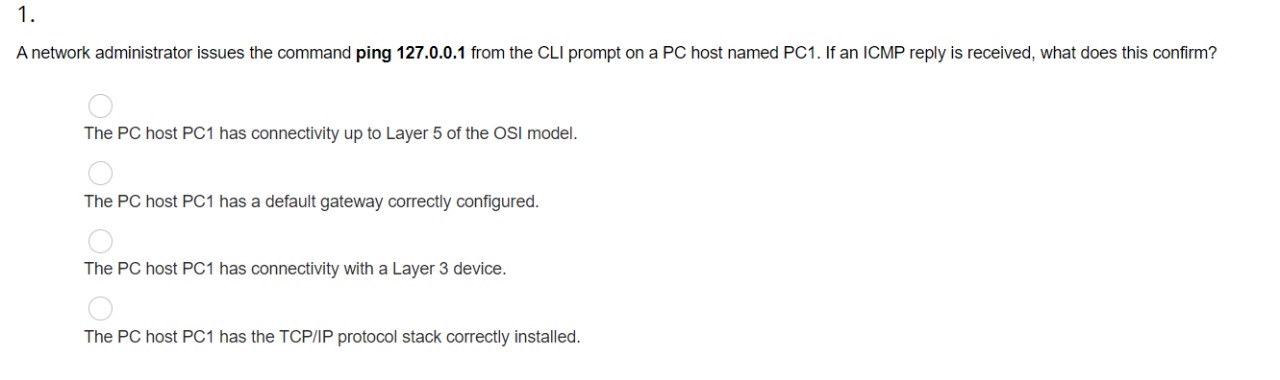 1.
A network administrator issues the command ping 127.0.0.1 from the CLI prompt on a PC host named PC1. If an ICMP reply is received, what does this confirm?
The PC host PC1 has connectivity up to Layer 5 of the OSI model.
The PC host PC1 has a default gateway correctly configured.
The PC host PC1 has connectivity with a Layer 3 device.
The PC host PC1 has the TCP/IP protocol stack correctly installed.